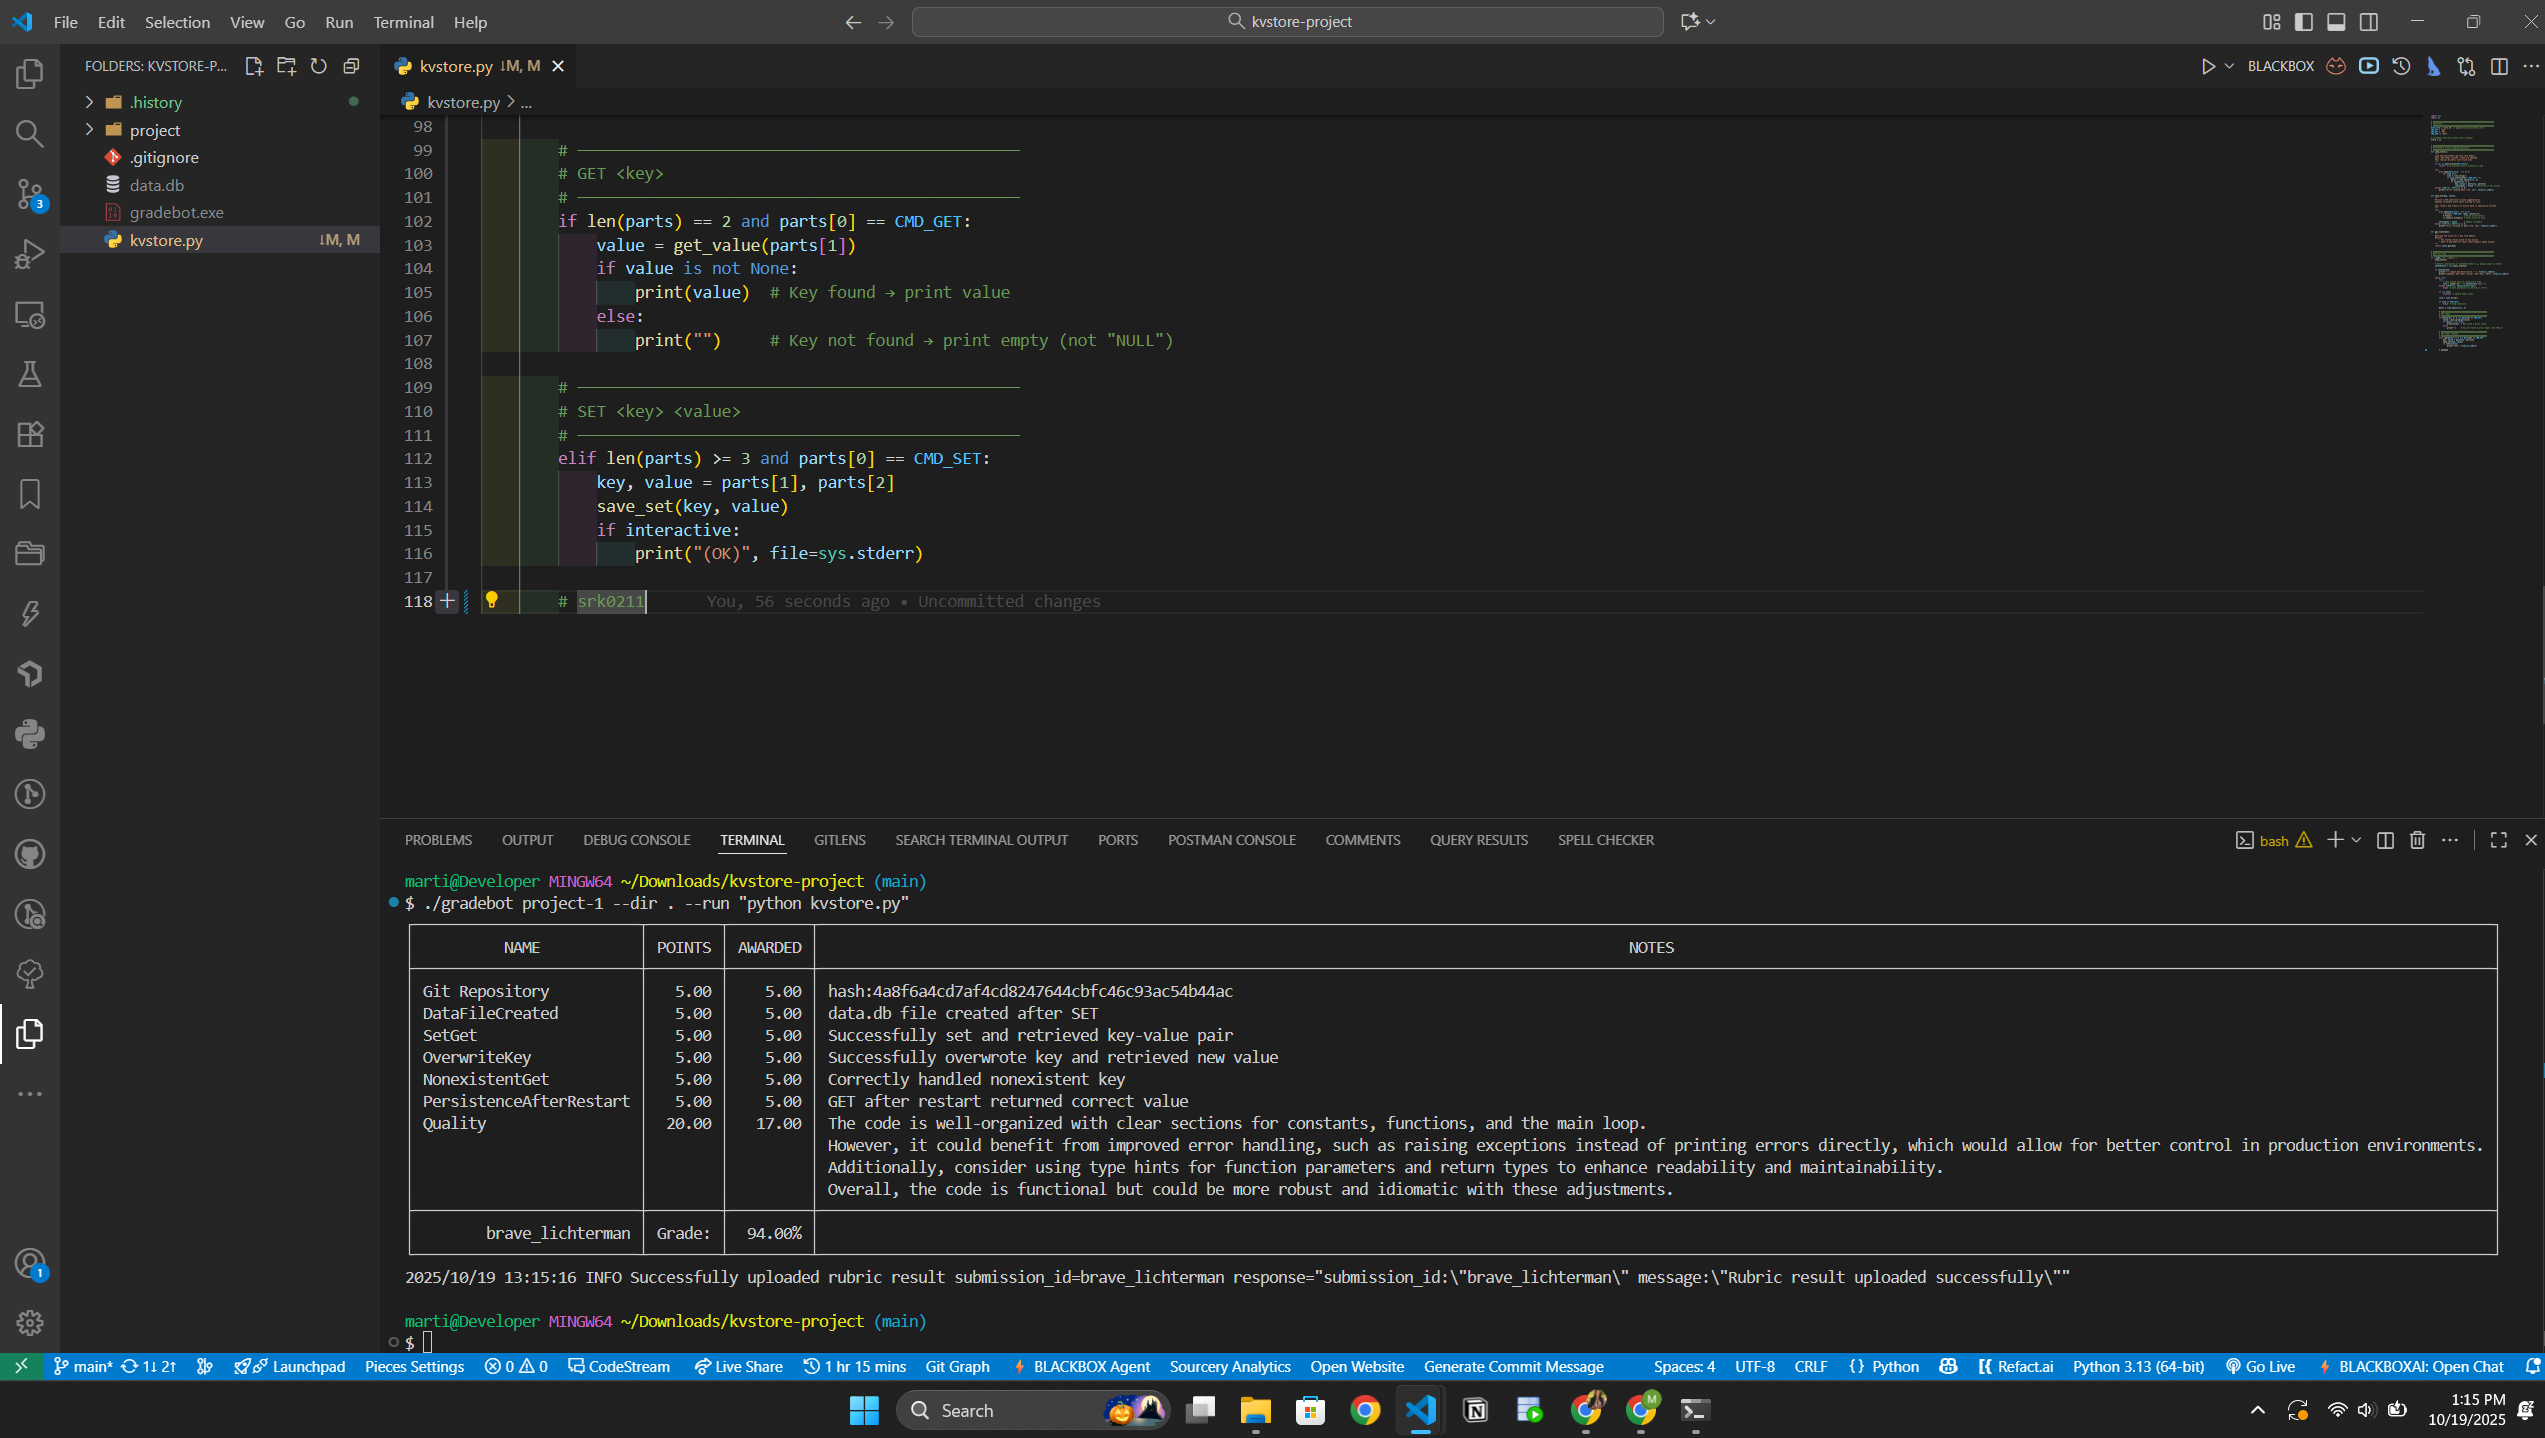 File Edit Selection View Go Run Terminal Help
kvstore-project
FOLDERS: KVSTORE-P...
.history
project
.gitignore
data.db
gradebot.exe
kvstore.py ↓M, M
kvstore.py ↓M, M
BLACKBOX
kvstore.py > ...
98
99 # ──────────────────────────────────────────────
100 # GET <key>
101 # ──────────────────────────────────────────────
102 if len(parts) == 2 and parts[0] == CMD_GET:
103 value = get_value(parts[1])
104 if value is not None:
105 print(value)  # Key found → print value
106 else:
107 print("")     # Key not found → print empty (not "NULL")
108
109 # ──────────────────────────────────────────────
110 # SET <key> <value>
111 # ──────────────────────────────────────────────
112 elif len(parts) >= 3 and parts[0] == CMD_SET:
113 key, value = parts[1], parts[2]
114 save_set(key, value)
115 if interactive:
116 print("(OK)", file=sys.stderr)
117
118 # srk0211 You, 56 seconds ago • Uncommitted changes
PROBLEMS OUTPUT DEBUG CONSOLE TERMINAL GITLENS SEARCH TERMINAL OUTPUT PORTS POSTMAN CONSOLE COMMENTS QUERY RESULTS SPELL CHECKER
bash
marti@Developer MINGW64 ~/Downloads/kvstore-project (main)
$ ./gradebot project-1 --dir . --run "python kvstore.py"
NAME POINTS AWARDED NOTES
Git Repository 5.00 5.00 hash:4a8f6a4cd7af4cd8247644cbfc46c93ac54b44ac
DataFileCreated 5.00 5.00 data.db file created after SET
SetGet 5.00 5.00 Successfully set and retrieved key-value pair
OverwriteKey 5.00 5.00 Successfully overwrote key and retrieved new value
NonexistentGet 5.00 5.00 Correctly handled nonexistent key
PersistenceAfterRestart 5.00 5.00 GET after restart returned correct value
Quality 20.00 17.00 The code is well-organized with clear sections for constants, functions, and the main loop.
However, it could benefit from improved error handling, such as raising exceptions instead of printing errors directly, which would allow for better control in production environments.
Additionally, consider using type hints for function parameters and return types to enhance readability and maintainability.
Overall, the code is functional but could be more robust and idiomatic with these adjustments.
brave_lichterman Grade: 94.00%
2025/10/19 13:15:16 INFO Successfully uploaded rubric result submission_id=brave_lichterman response="submission_id:\"brave_lichterman\" message:\"Rubric result uploaded successfully\""
marti@Developer MINGW64 ~/Downloads/kvstore-project (main)
$
3
1
main* 1↓ 2↑ Launchpad Pieces Settings 0 0 CodeStream Live Share 1 hr 15 mins Git Graph BLACKBOX Agent Sourcery Analytics Open Website Generate Commit Message Spaces: 4 UTF-8 CRLF {} Python Refact.ai Python 3.13 (64-bit) Go Live BLACKBOXAI: Open Chat
Search
M
1:15 PM
10/19/2025